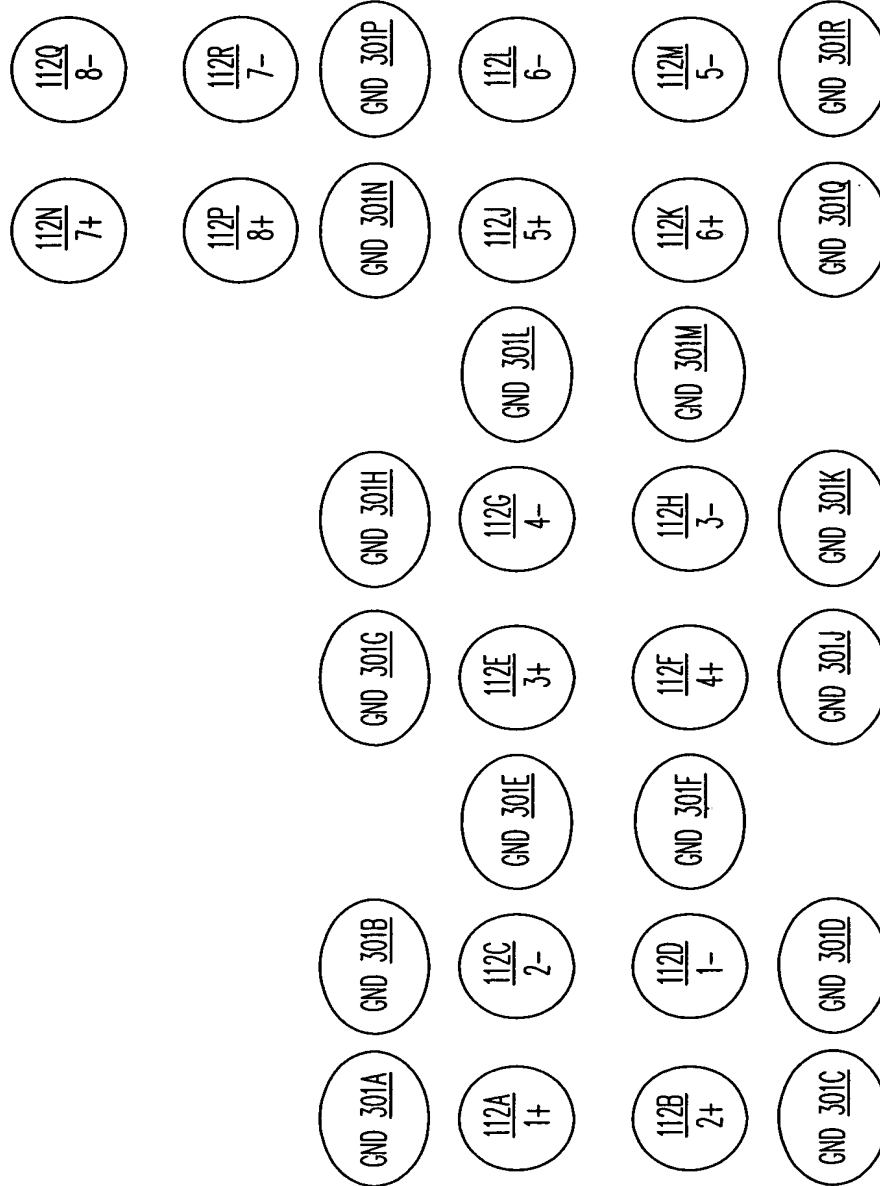 112N
7+
112Q
8-
112P
8+
112R
7-
GND 301A
GND 301B
GND 301G
GND 301H
GND 301N
GND 301P
112A
1+
112C
2-
GND 301E
112E
3+
112G
4-
GND 301L
112J
5+
112L
6-
112B
2+
112D
1-
GND 301F
112F
4+
112H
3-
GND 301M
112K
6+
112M
5-
GND 301C
GND 301D
GND 301J
GND 301K
GND 301Q
GND 301R